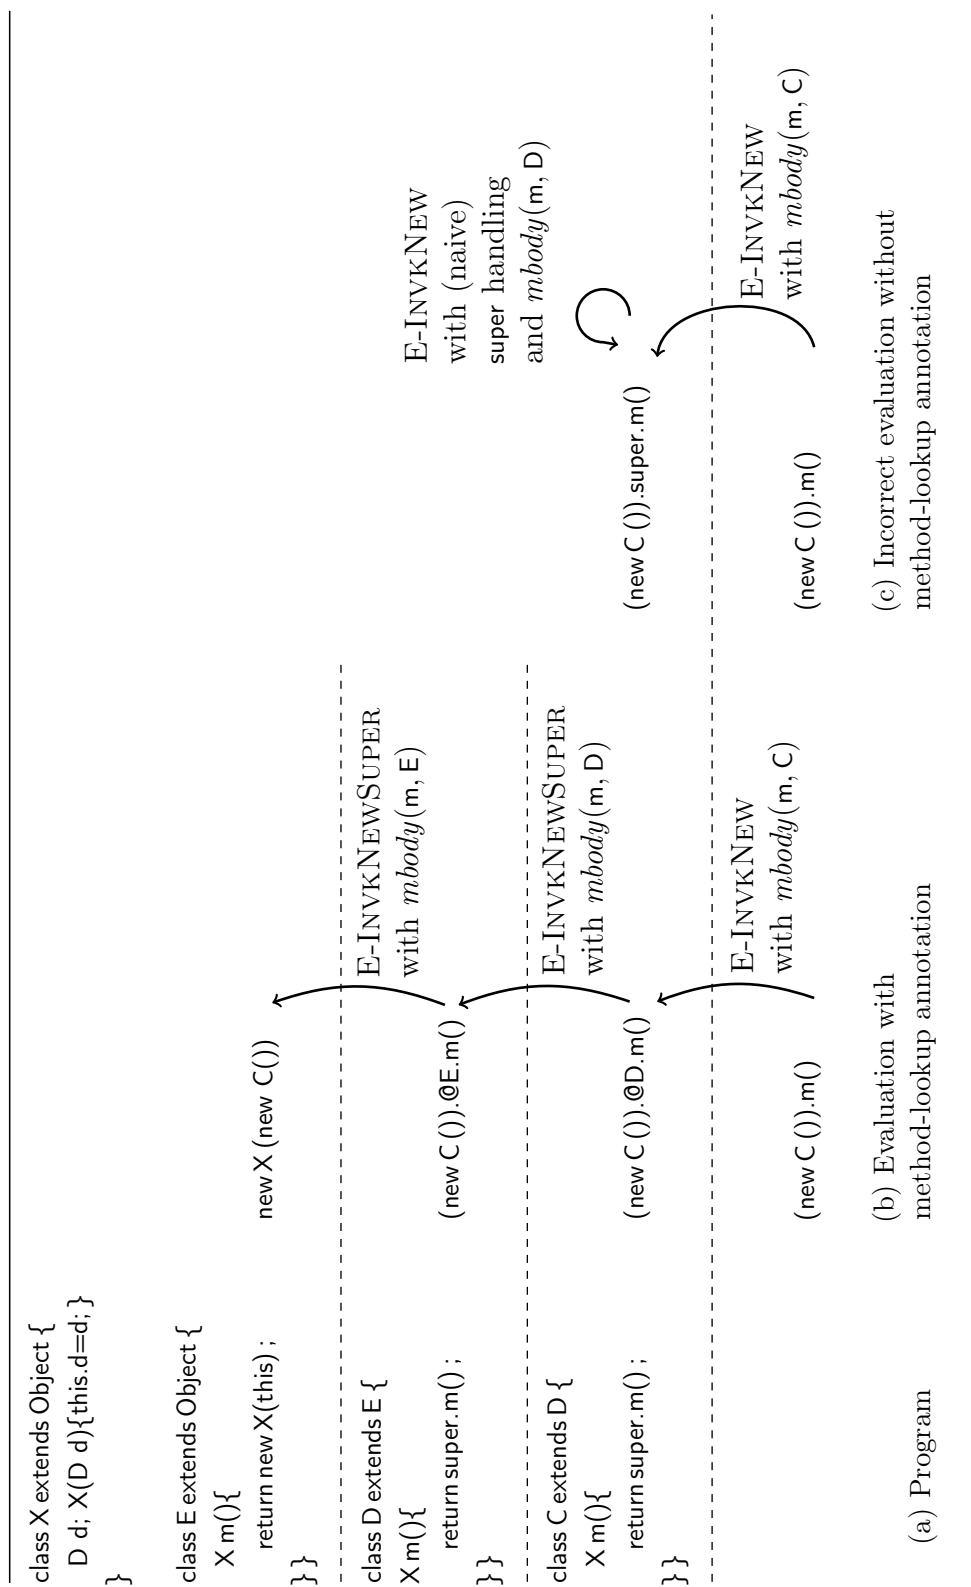 class X extends Object {
D d; X(D d){this.d=d; }
}
class E extends Object {
X m(){
return new X(this) ;
} }
class D extends E {
X m(){
return super.m() ;
} }
class C extends D {
X m(){
return super.m() ;
} }
(a) Program
new X (new C())
E-INVKNEWSUPER
with mbody(m, E)
(new C ()).@E.m()
E-INVKNEWSUPER
with mbody(m, D)
(new C ()).@D.m()
E-INVKNEW
with mbody(m, C)
(new C ()).m()
(b) Evaluation with
method-lookup annotation
E-INVKNEW
with (naive)
super handling
and mbody(m, D)
(new C ()).super.m()
E-INVKNEW
with mbody(m, C)
(new C ()).m()
(c) Incorrect evaluation without
method-lookup annotation